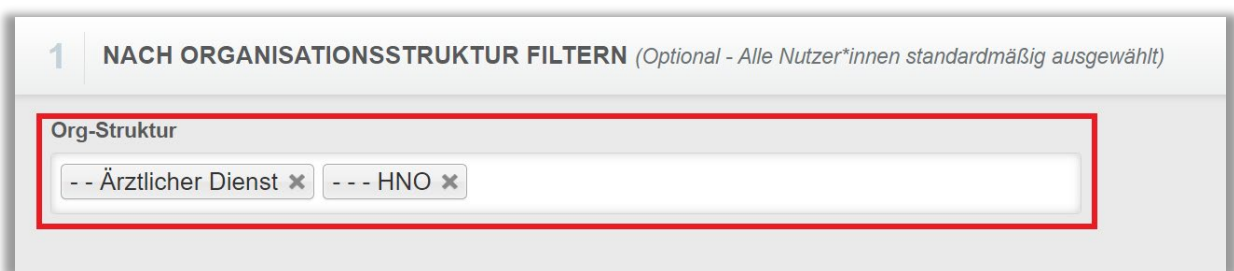 1 NACH ORGANISATIONSSTRUKTUR FILTERN (Optional - Alle Nutzer*innen standardmäßig ausgewählt)
Org-Struktur
- - Ärztlicher Dienst ✖ - - - HNO ✖